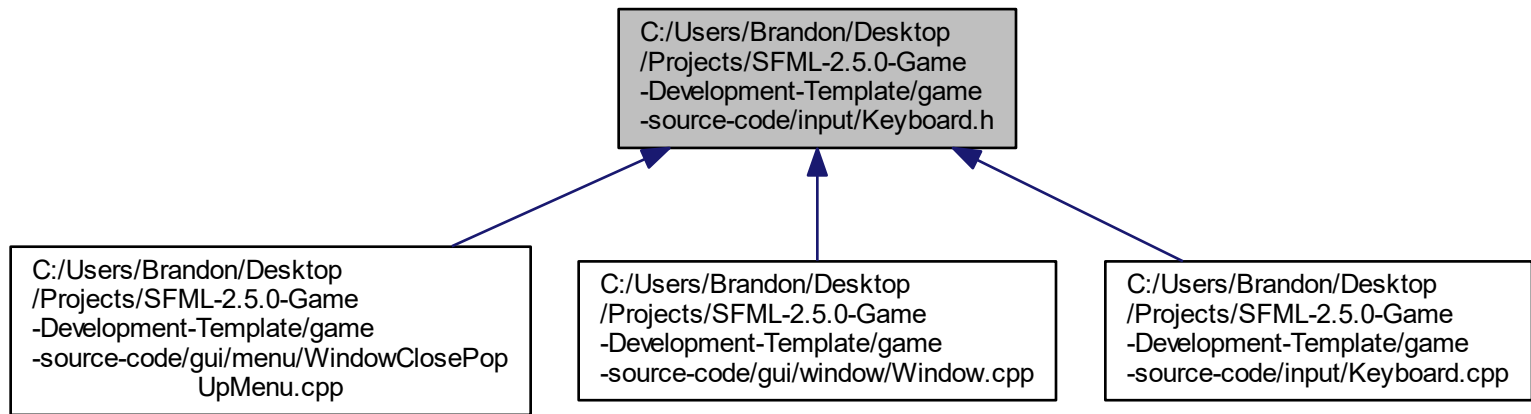 C:/Users/Brandon/Desktop
/Projects/SFML-2.5.0-Game
-Development-Template/game
-source-code/input/Keyboard.h
C:/Users/Brandon/Desktop
/Projects/SFML-2.5.0-Game
-Development-Template/game
-source-code/gui/menu/WindowClosePop
UpMenu.cpp
C:/Users/Brandon/Desktop
/Projects/SFML-2.5.0-Game
-Development-Template/game
-source-code/gui/window/Window.cpp
C:/Users/Brandon/Desktop
/Projects/SFML-2.5.0-Game
-Development-Template/game
-source-code/input/Keyboard.cpp